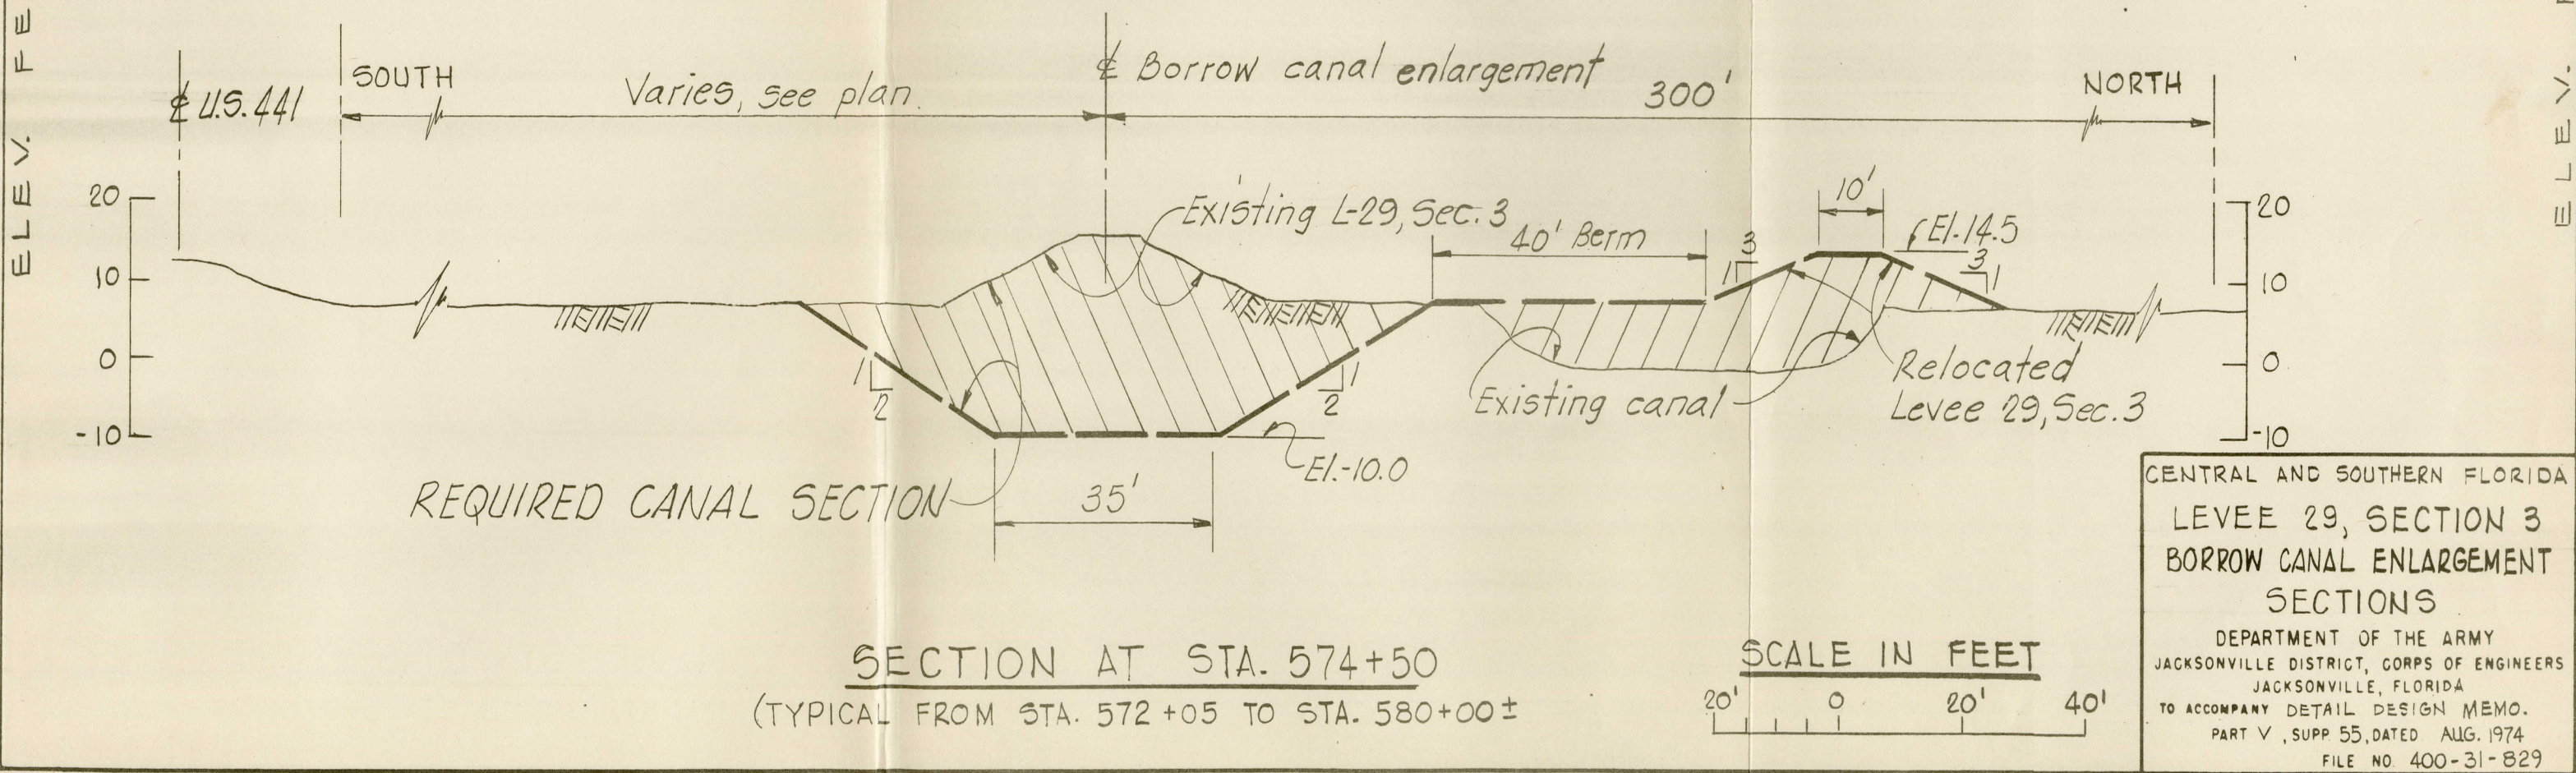 ELEV. FE
ELEV.
℄ U.S. 441
SOUTH
Varies, see plan.
℄ Borrow canal enlargement
300'
NORTH
20
10
0
-10
Existing L-29, Sec. 3
40' Berm
3
1
10'
El. 14.5
3
1
20
10
0
-10
1
2
1
2
Existing canal
Relocated
Levee 29, Sec. 3
El. -10.0
REQUIRED CANAL SECTION
35'
SECTION AT STA. 574+50
(TYPICAL FROM STA. 572+05 TO STA. 580+00±
SCALE IN FEET
20' 0 20' 40'
CENTRAL AND SOUTHERN FLORIDA
LEVEE 29, SECTION 3
BORROW CANAL ENLARGEMENT
SECTIONS
DEPARTMENT OF THE ARMY
JACKSONVILLE DISTRICT, CORPS OF ENGINEERS
JACKSONVILLE, FLORIDA
TO ACCOMPANY DETAIL DESIGN MEMO.
PART V, SUPP 55, DATED AUG. 1974
FILE NO. 400-31-829